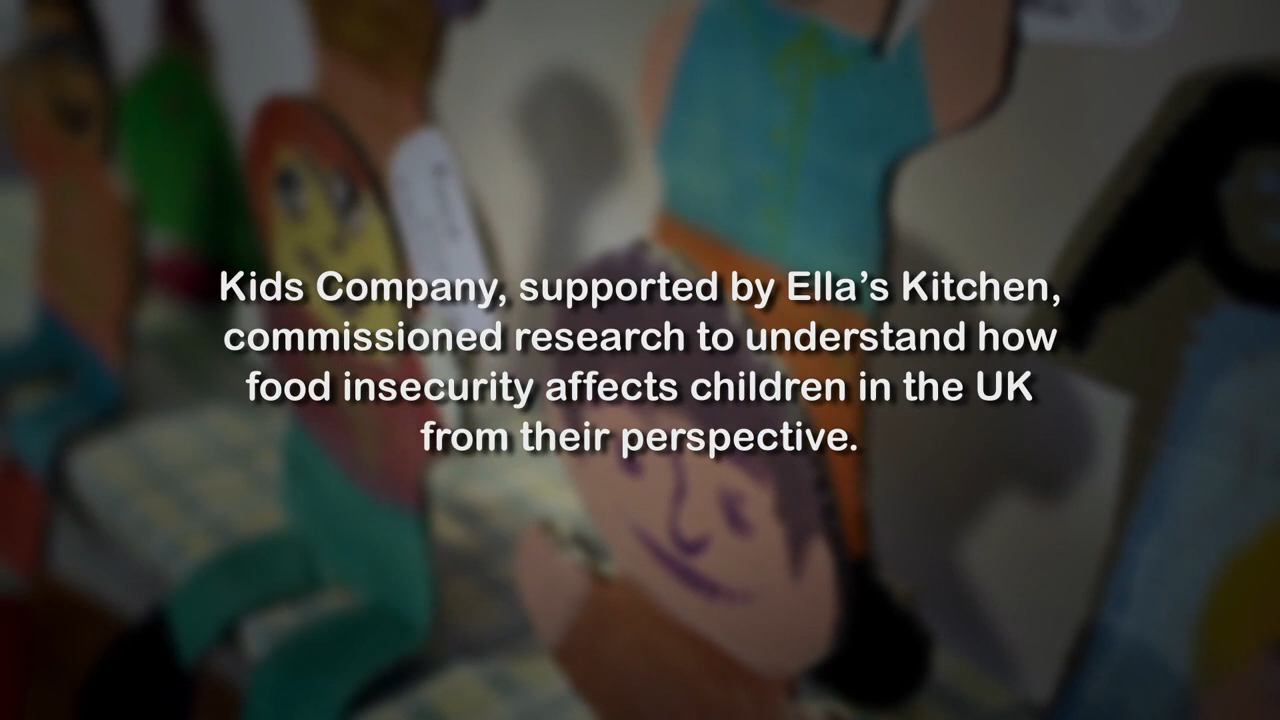 Kids Company, supported by Ella’s Kitchen,
commissioned research to understand how
food insecurity affects children in the UK
from their perspective.